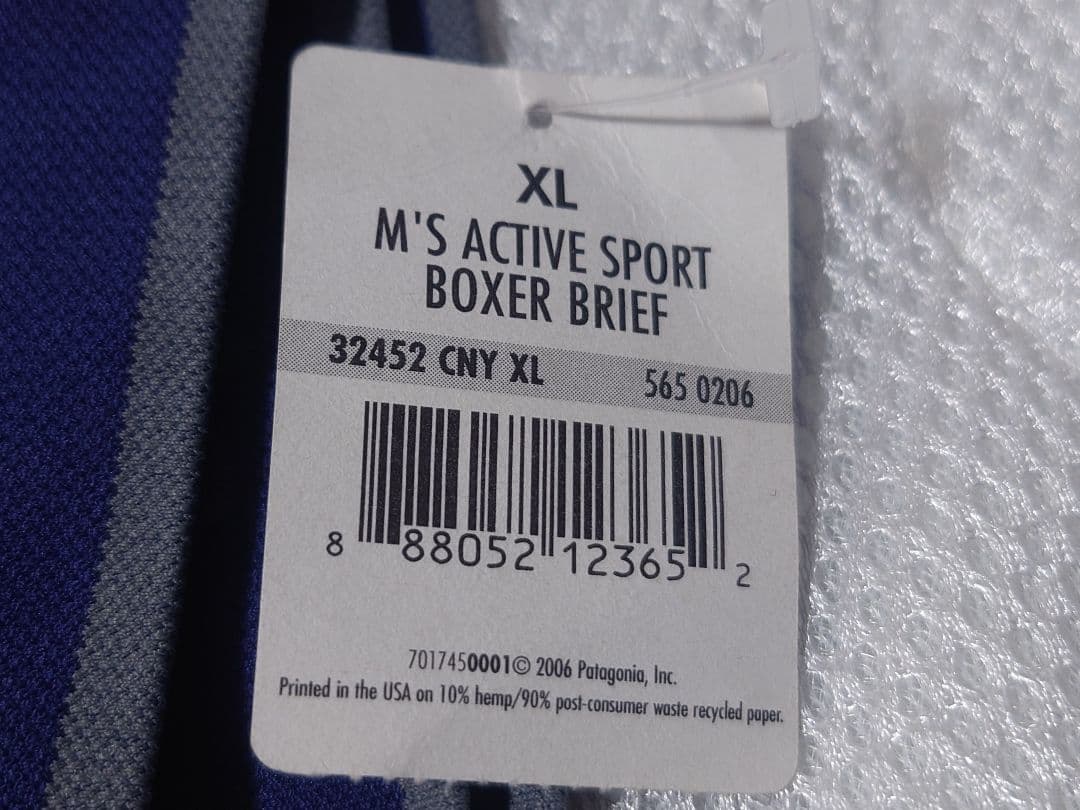 XL
M'S ACTIVE SPORT
BOXER BRIEF
32452 CNY XL 565 0206
8 88052 12365 2
7017450001© 2006 Patagonia, Inc.
Printed in the USA on 10% hemp/90% post-consumer waste recycled paper.